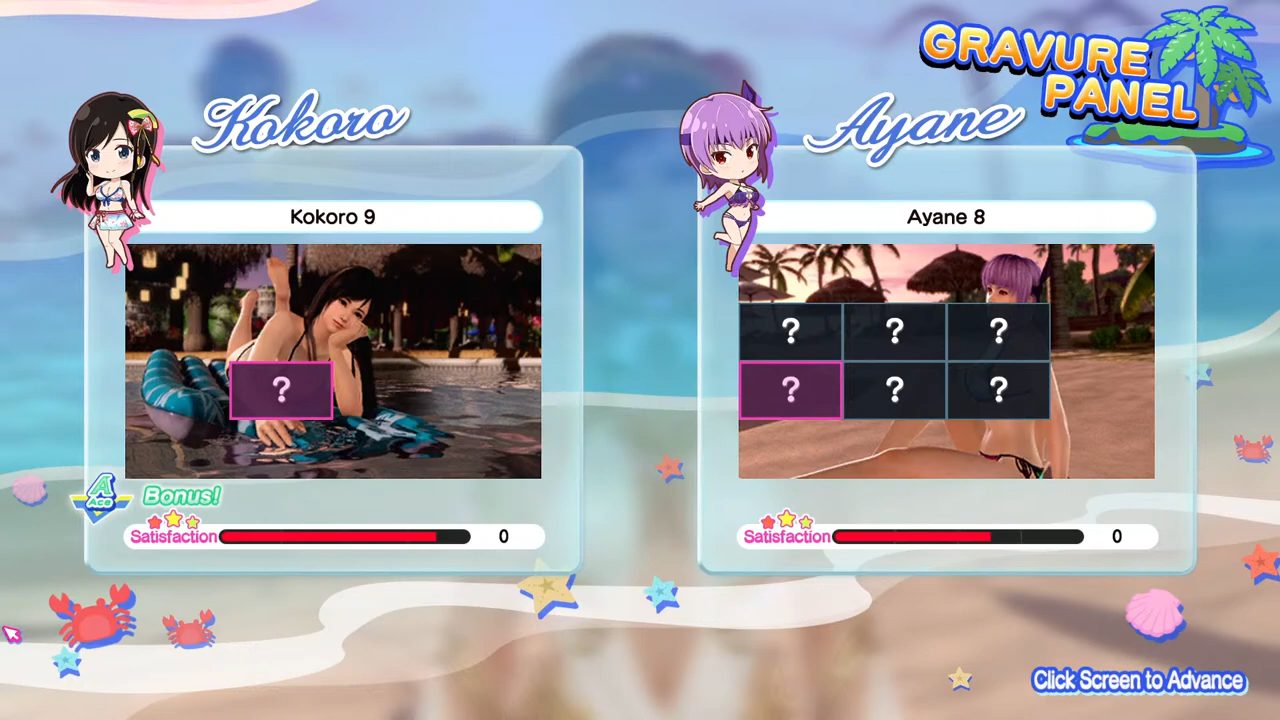 GRAVURE
PANEL
Kokoro
Ayane
Kokoro 9
Ayane 8
?
? ? ?
? ? ?
A
Ace
Bonus!
Satisfaction 0
Satisfaction 0
Click Screen to Advance